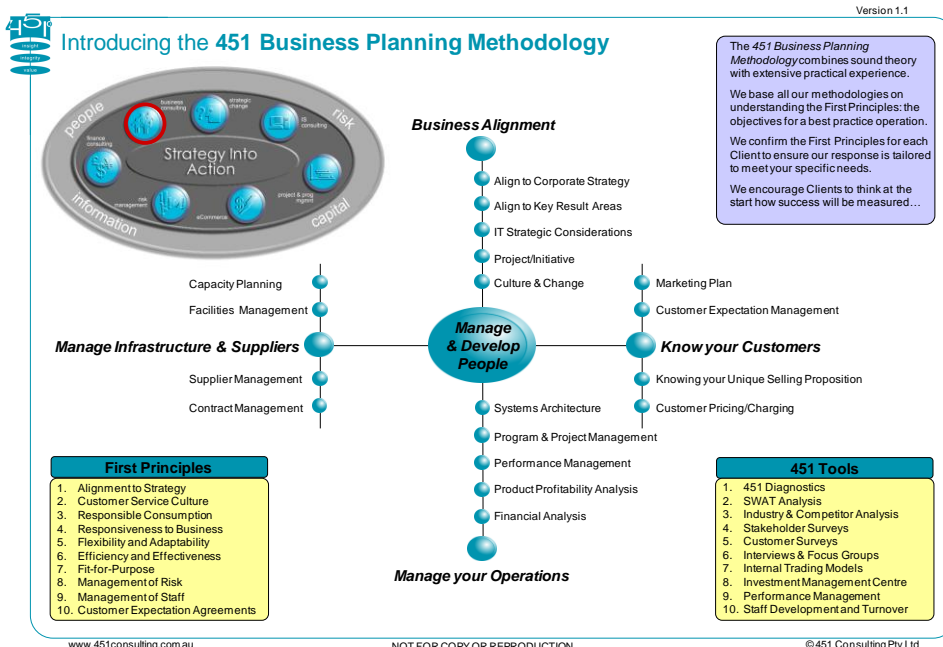 Version 1.1
451
insight
integrity
value
Introducing the 451 Business Planning Methodology
The 451 Business Planning
Methodology combines sound theory
with extensive practical experience.
We base all our methodologies on
understanding the First Principles: the
objectives for a best practice operation.
We confirm the First Principles for each
Client to ensure our response is tailored
to meet your specific needs.
We encourage Clients to think at the
start how success will be measured…
people
risk
information
capital
business
consulting
strategic
change
IS
consulting
finance
consulting
Strategy Into
Action
risk
management
eCommerce
project & prog
mgmt
Business Alignment
Align to Corporate Strategy
Align to Key Result Areas
IT Strategic Considerations
Project/Initiative
Culture & Change
Capacity Planning
Facilities Management
Manage Infrastructure & Suppliers
Supplier Management
Contract Management
Manage
& Develop
People
Marketing Plan
Customer Expectation Management
Know your Customers
Knowing your Unique Selling Proposition
Customer Pricing/Charging
Systems Architecture
Program & Project Management
Performance Management
Product Profitability Analysis
Financial Analysis
Manage your Operations
First Principles
1. Alignment to Strategy
2. Customer Service Culture
3. Responsible Consumption
4. Responsiveness to Business
5. Flexibility and Adaptability
6. Efficiency and Effectiveness
7. Fit-for-Purpose
8. Management of Risk
9. Management of Staff
10. Customer Expectation Agreements
451 Tools
1. 451 Diagnostics
2. SWAT Analysis
3. Industry & Competitor Analysis
4. Stakeholder Surveys
5. Customer Surveys
6. Interviews & Focus Groups
7. Internal Trading Models
8. Investment Management Centre
9. Performance Management
10. Staff Development and Turnover
www.451consulting.com.au
NOT FOR COPY OR REPRODUCTION
© 451 Consulting Pty Ltd